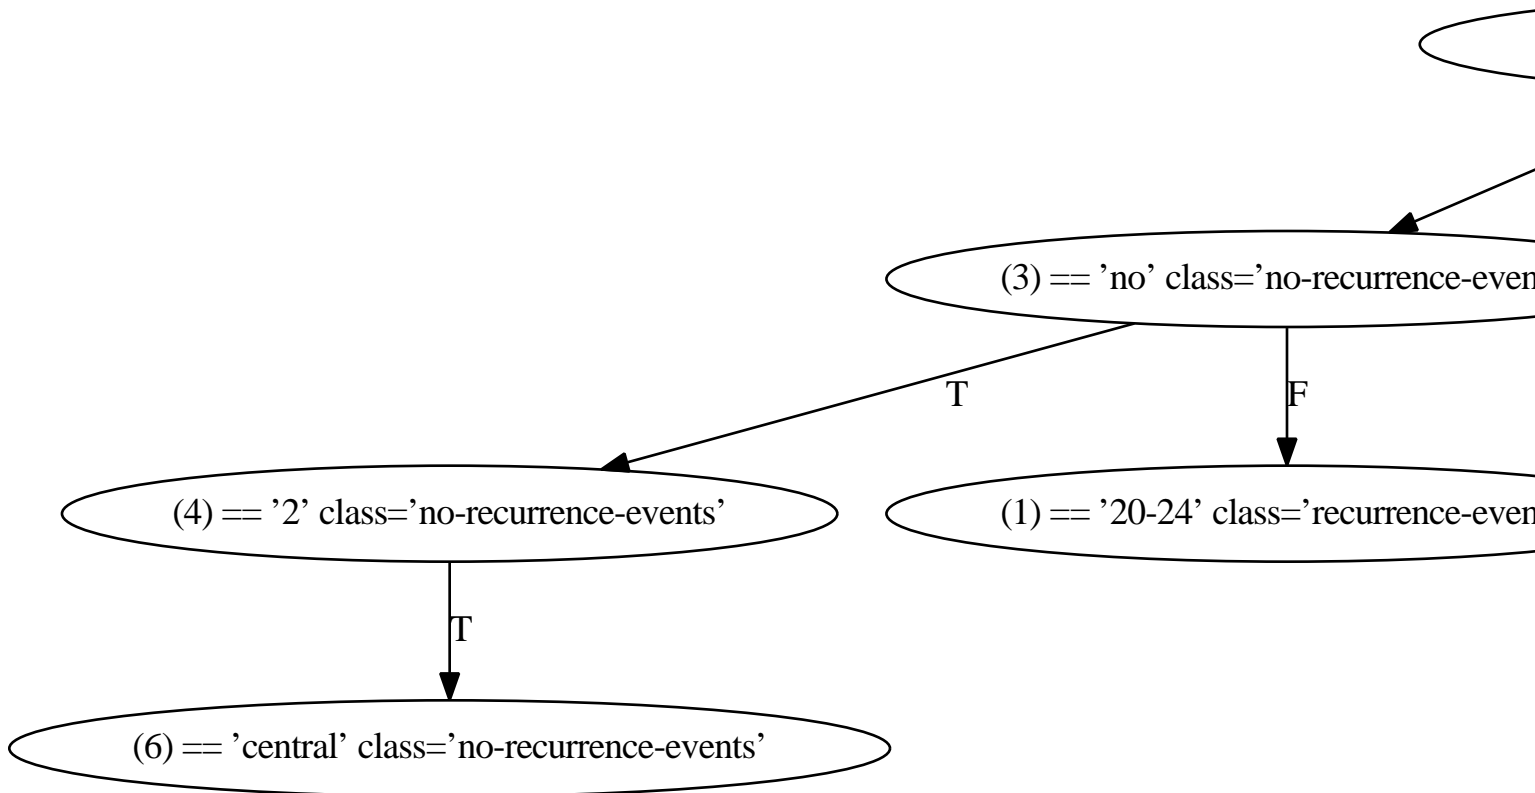 (3) == ’no’ class=’no-recurrence-even
T
F
(4) == ’2’ class=’no-recurrence-events’
(1) == ’20-24’ class=’recurrence-even
T
(6) == ’central’ class=’no-recurrence-events’